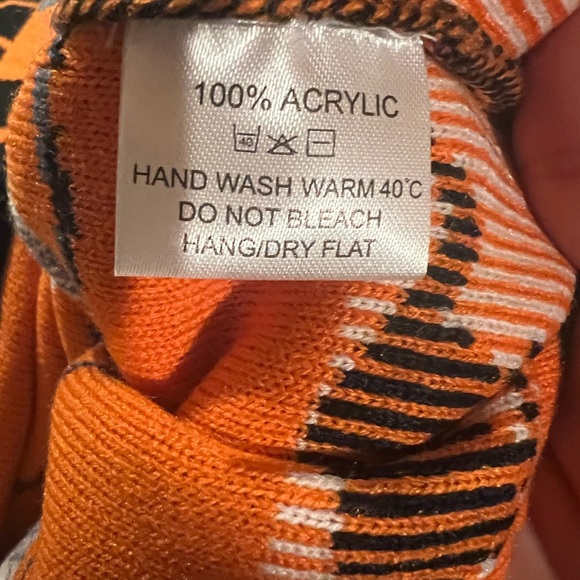 100% ACRYLIC
40
HAND WASH WARM 40°C
DO NOT BLEACH
HANG/DRY FLAT